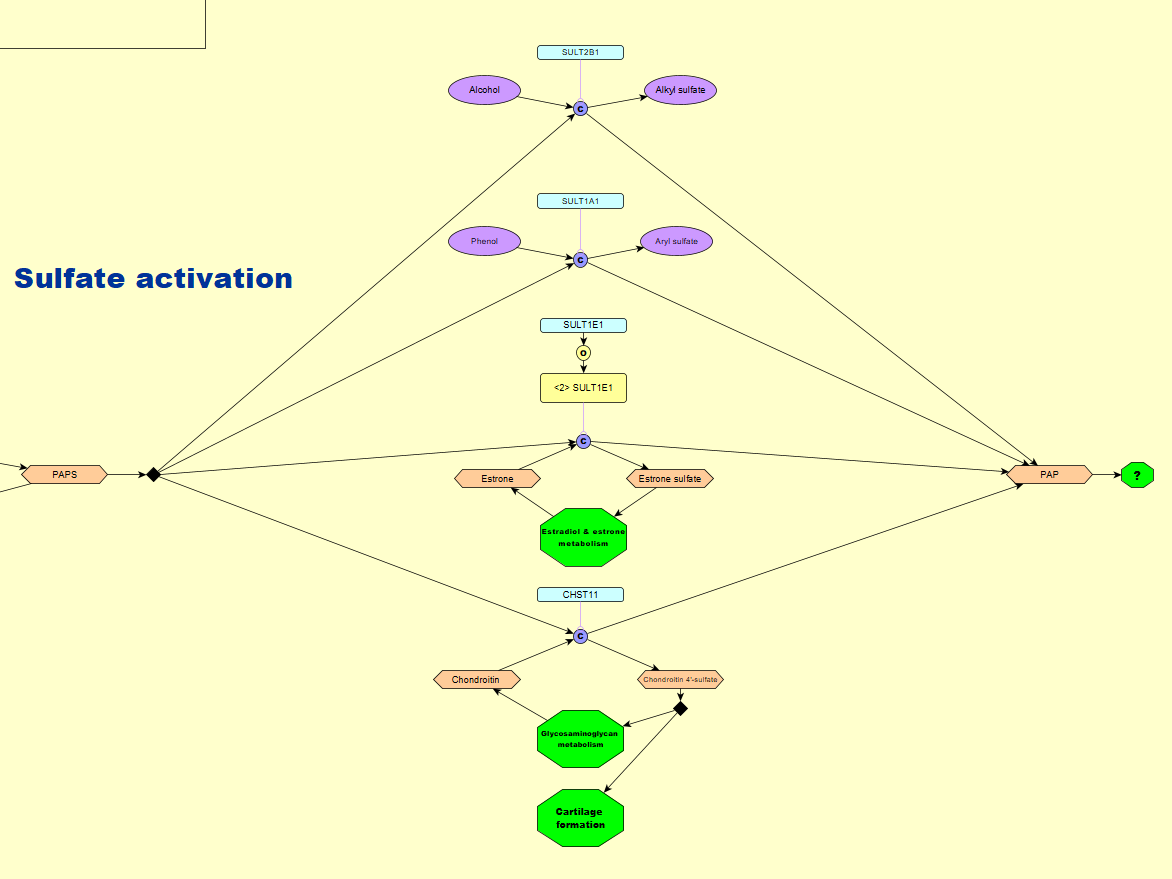 SULT2B1
Alcohol
Alkyl sulfate
c
SULT1A1
Phenol
Aryl sulfate
c
Sulfate activation
SULT1E1
o
<2> SULT1E1
c
PAPS
Estrone
Estrone sulfate
PAP
?
Estradiol & estrone
metabolism
CHST11
c
Chondroitin
Chondroitin 4'-sulfate
Glycosaminoglycan
metabolism
Cartilage
formation